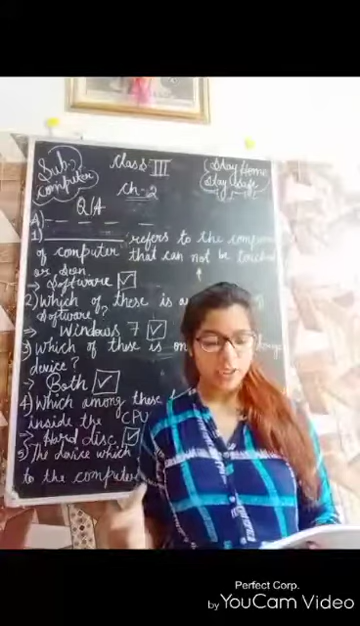 Sub:- Computer
Class III
Stay Home
Stay Safe
Ch-2
Q/A
A)
1) ________ refers to the
of computer that can not be touched
or seen.
→ Software
2) Which of these is a of
Software?
→ Windows 7
3) Which of these is
device?
→ Both
4) Which among these
inside the CPU
→ Hard disc
5) The device which
to the computer
Perfect Corp.
by YouCam Video